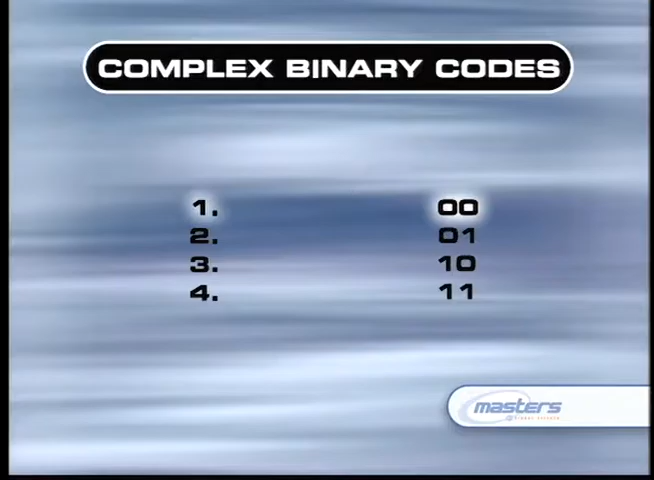 COMPLEX BINARY CODES
1. 00
2. 01
3. 10
4. 11
masters